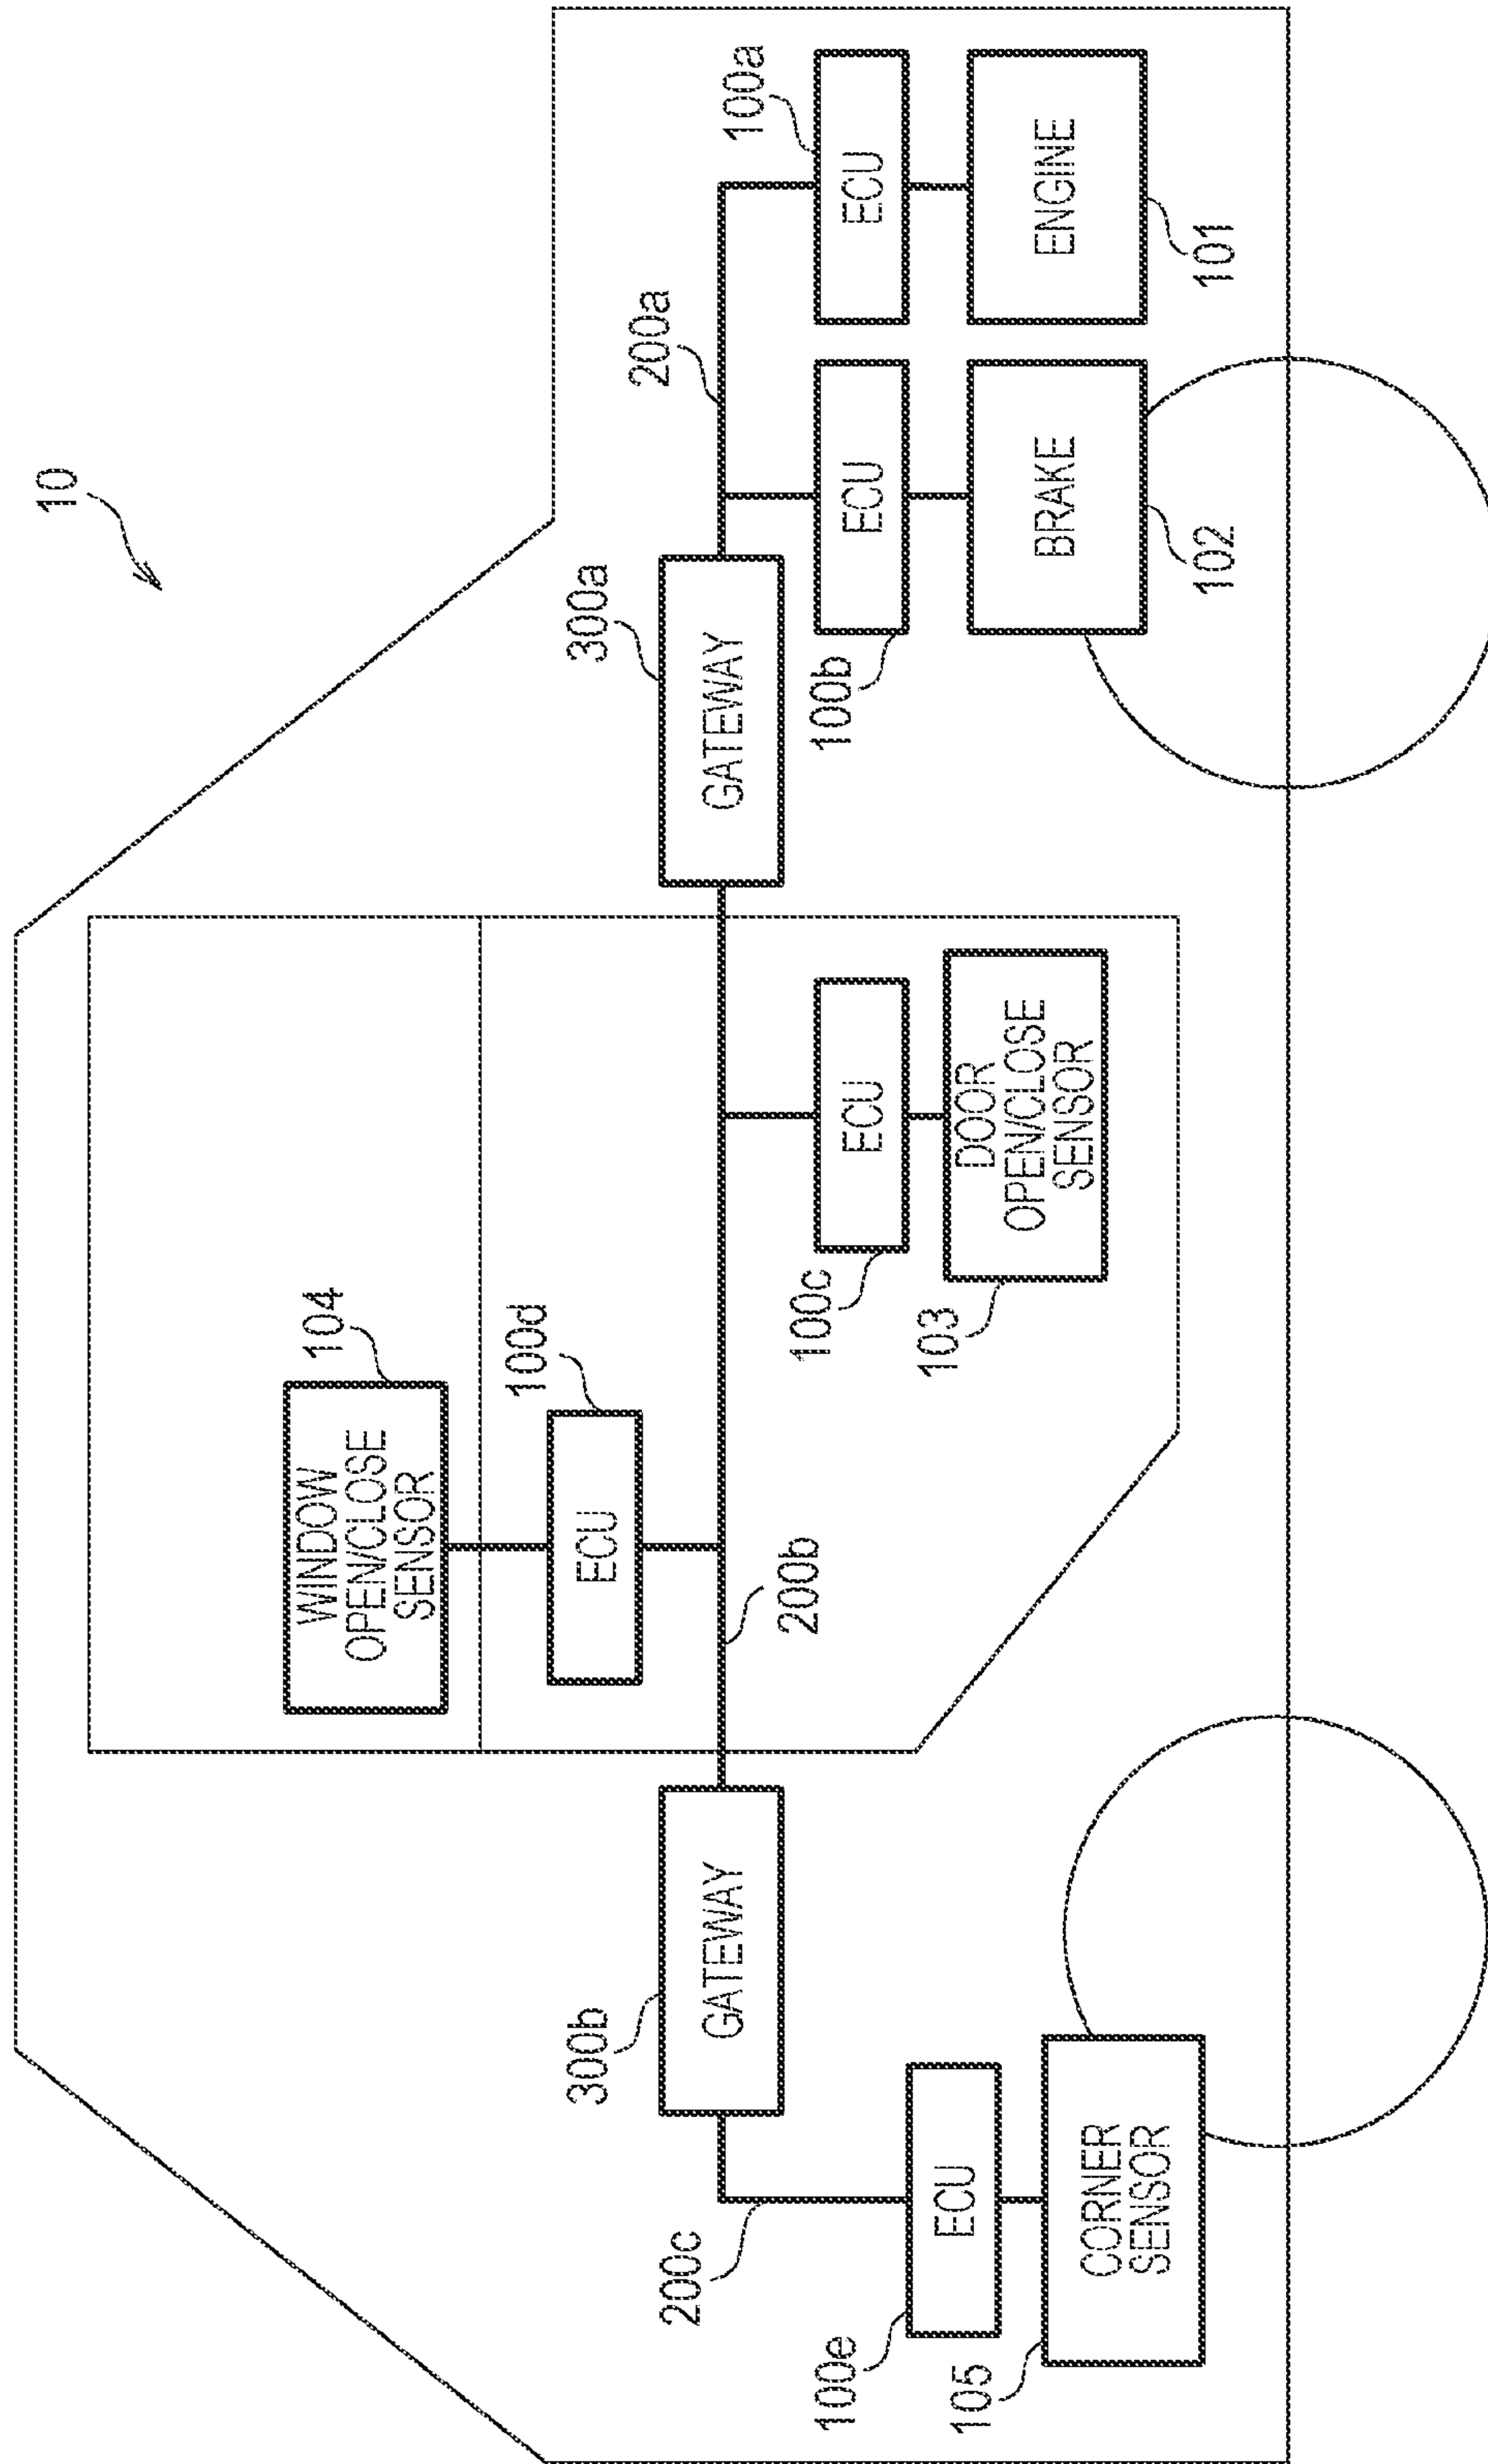 10
104
WINDOW
OPEN/CLOSE
SENSOR
100d
ECU
300b
GATEWAY
200c
100e
ECU
105
CORNER
SENSOR
200b
100c
ECU
103
DOOR
OPEN/CLOSE
SENSOR
300a
GATEWAY
200a
100b
ECU
BRAKE
102
100a
ECU
ENGINE
101